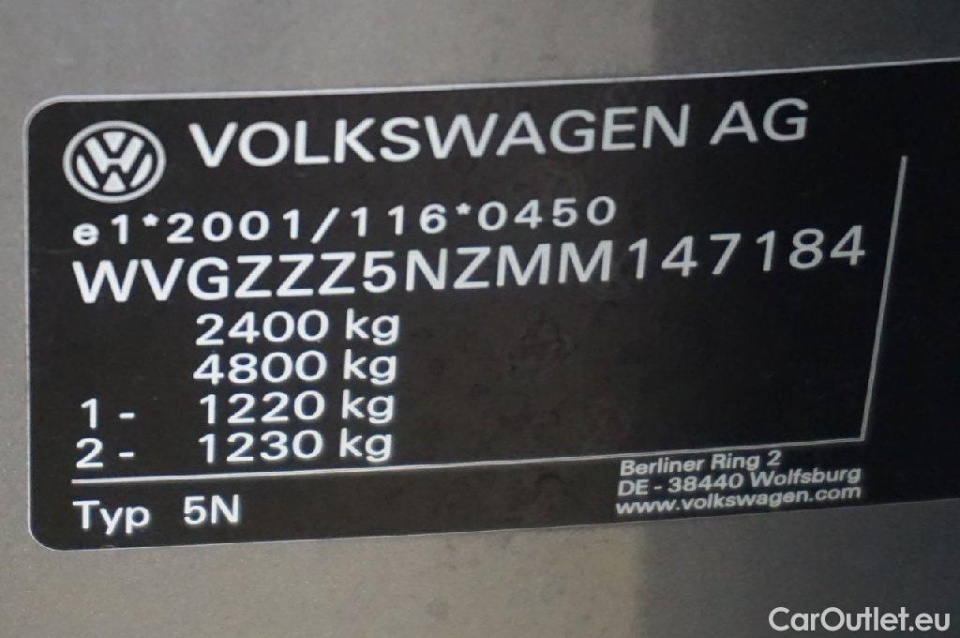 VOLKSWAGEN AG
e1*2001/116*0450
WVGZZZ5NZMM147184
2400 kg
4800 kg
1- 1220 kg
2- 1230 kg
Typ 5N
Berliner Ring 2
DE - 38440 Wolfsburg
www.volkswagen.com
CarOutlet.eu